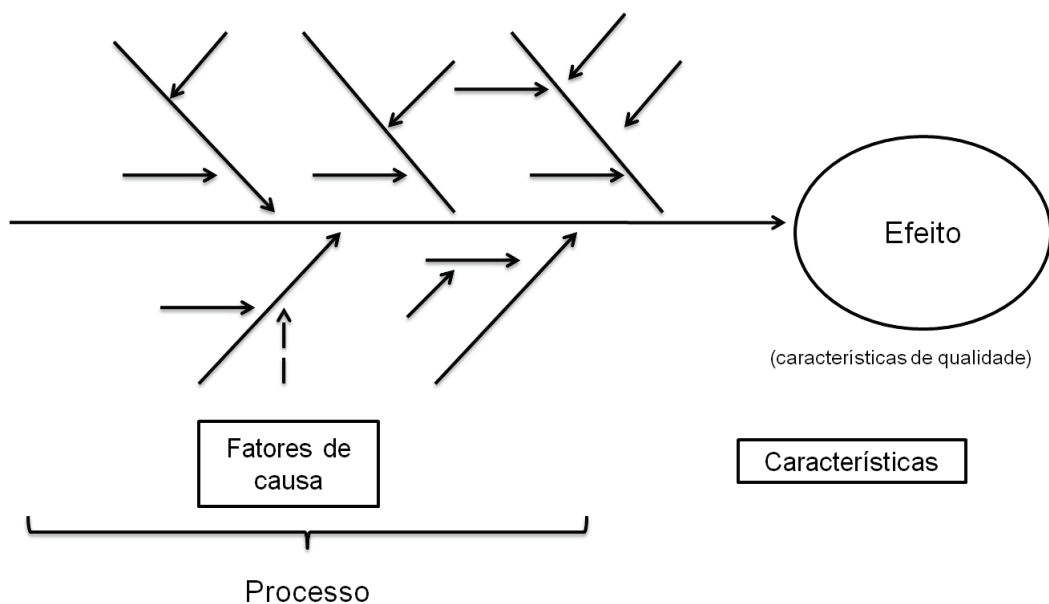 Efeito
(características de qualidade)
Fatores de
causa
Características
Processo